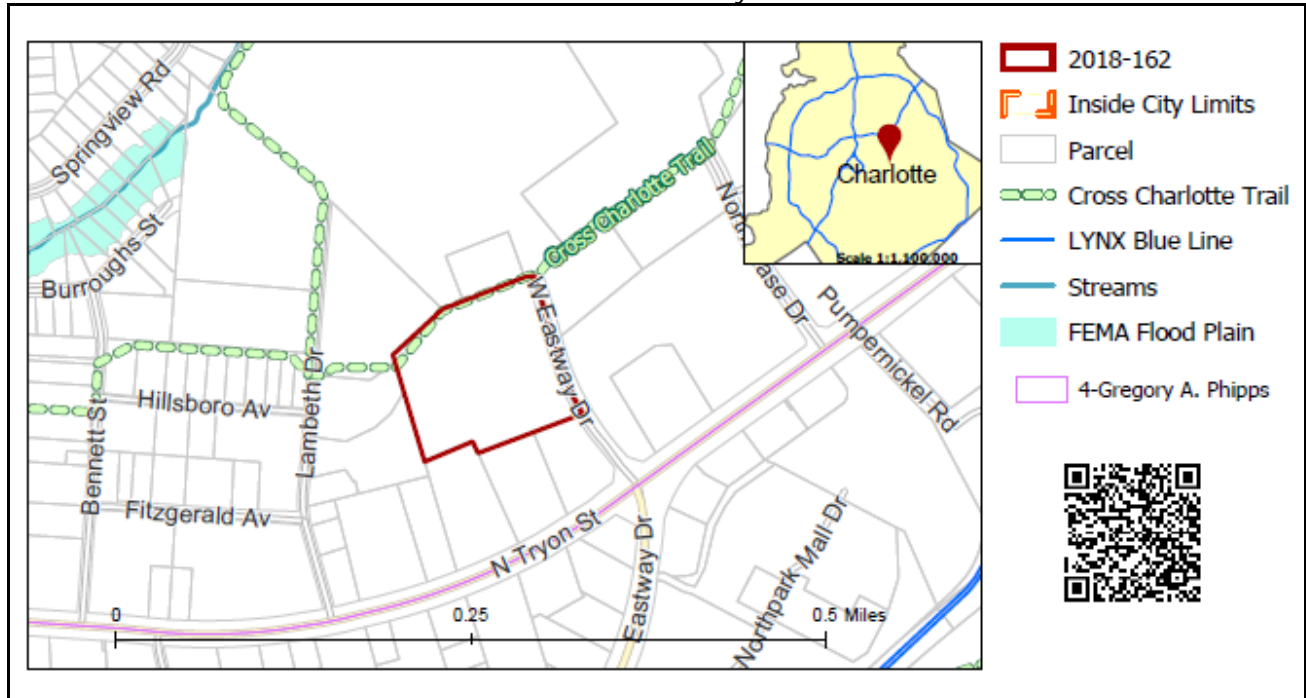 2018-162
Inside City Limits
Parcel
Cross Charlotte Trail
LYNX Blue Line
Streams
FEMA Flood Plain
4-Gregory A. Phipps
Springview Rd
Burroughs St
Cross Charlotte Trail
Charlotte
Scale 1:1,100,000
W Eastway Dr
Pumpernickel Rd
Hillsboro Av
Lambeth Dr
Bennett St
Fitzgerald Av
N Tryon St
Eastway Dr
Northpark Mall Dr
0 0.25 0.5 Miles